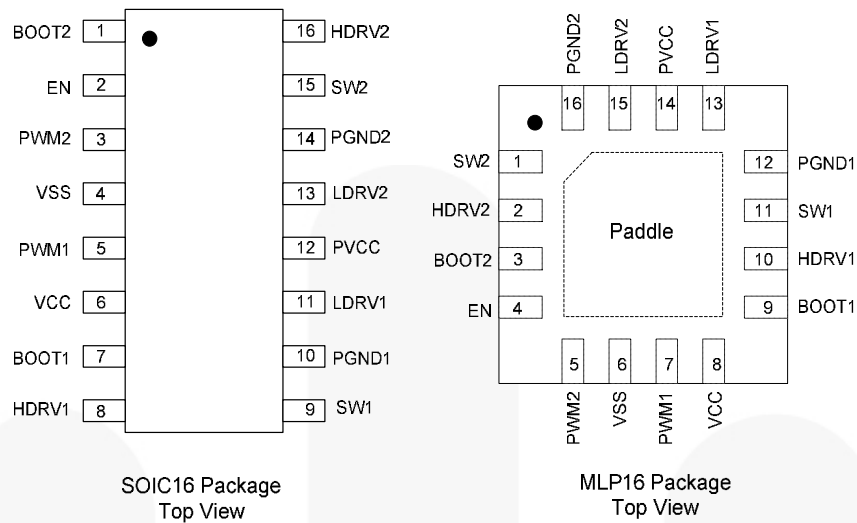 BOOT2 1 16 HDRV2
EN 2 15 SW2
PWM2 3 14 PGND2
VSS 4 13 LDRV2
PWM1 5 12 PVCC
VCC 6 11 LDRV1
BOOT1 7 10 PGND1
HDRV1 8 9 SW1
SOIC16 Package
Top View
PGND2 LDRV2 PVCC LDRV1
16 15 14 13
SW2 1 12 PGND1
HDRV2 2 11 SW1
Paddle
BOOT2 3 10 HDRV1
EN 4 9 BOOT1
5 6 7 8
PWM2 VSS PWM1 VCC
MLP16 Package
Top View